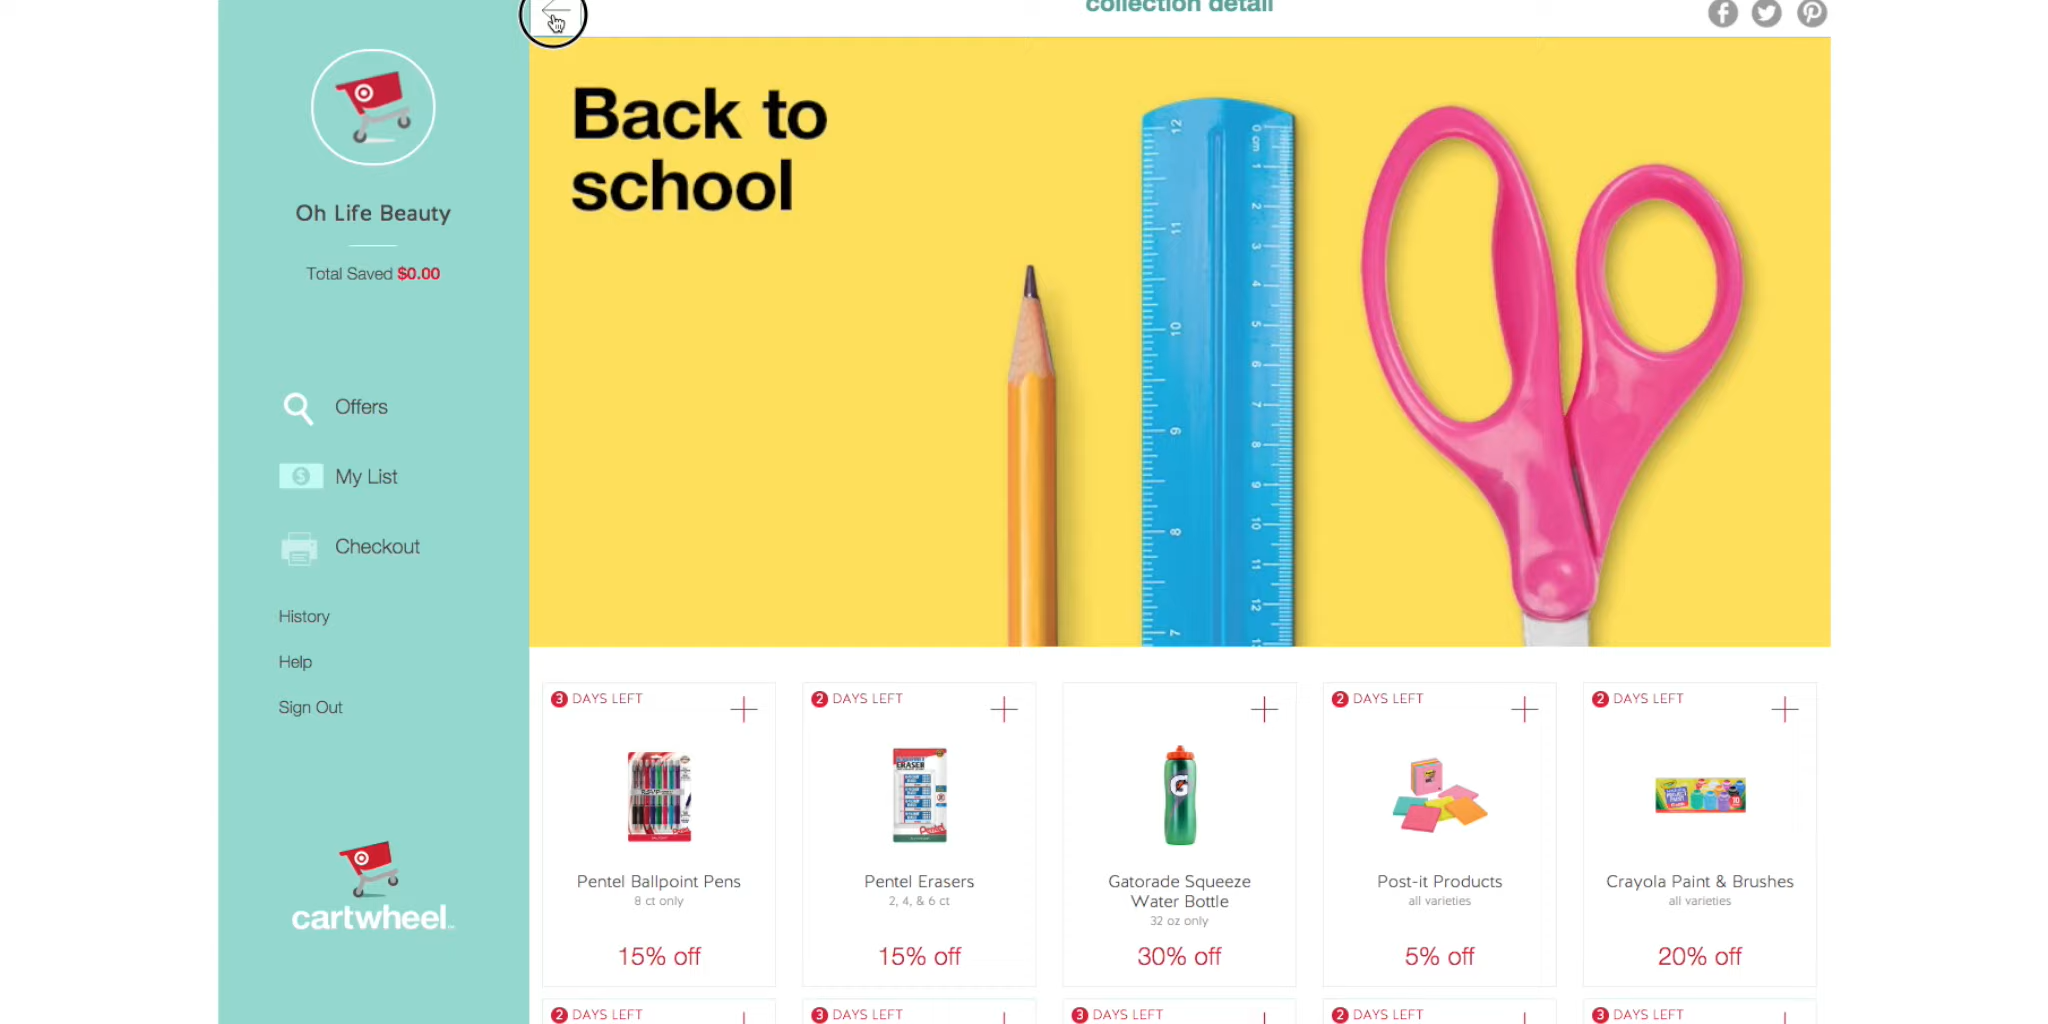 collection detail
Oh Life Beauty
Total Saved $0.00
Offers
My List
Checkout
History
Help
Sign Out
cartwheel
Back to
school
3 DAYS LEFT
Pentel Ballpoint Pens
8 ct only
15% off
2 DAYS LEFT
Pentel Erasers
2, 4, & 6 ct
15% off
Gatorade Squeeze
Water Bottle
32 oz only
30% off
2 DAYS LEFT
Post-it Products
all varieties
5% off
2 DAYS LEFT
Crayola Paint & Brushes
all varieties
20% off
2 DAYS LEFT
3 DAYS LEFT
3 DAYS LEFT
2 DAYS LEFT
3 DAYS LEFT